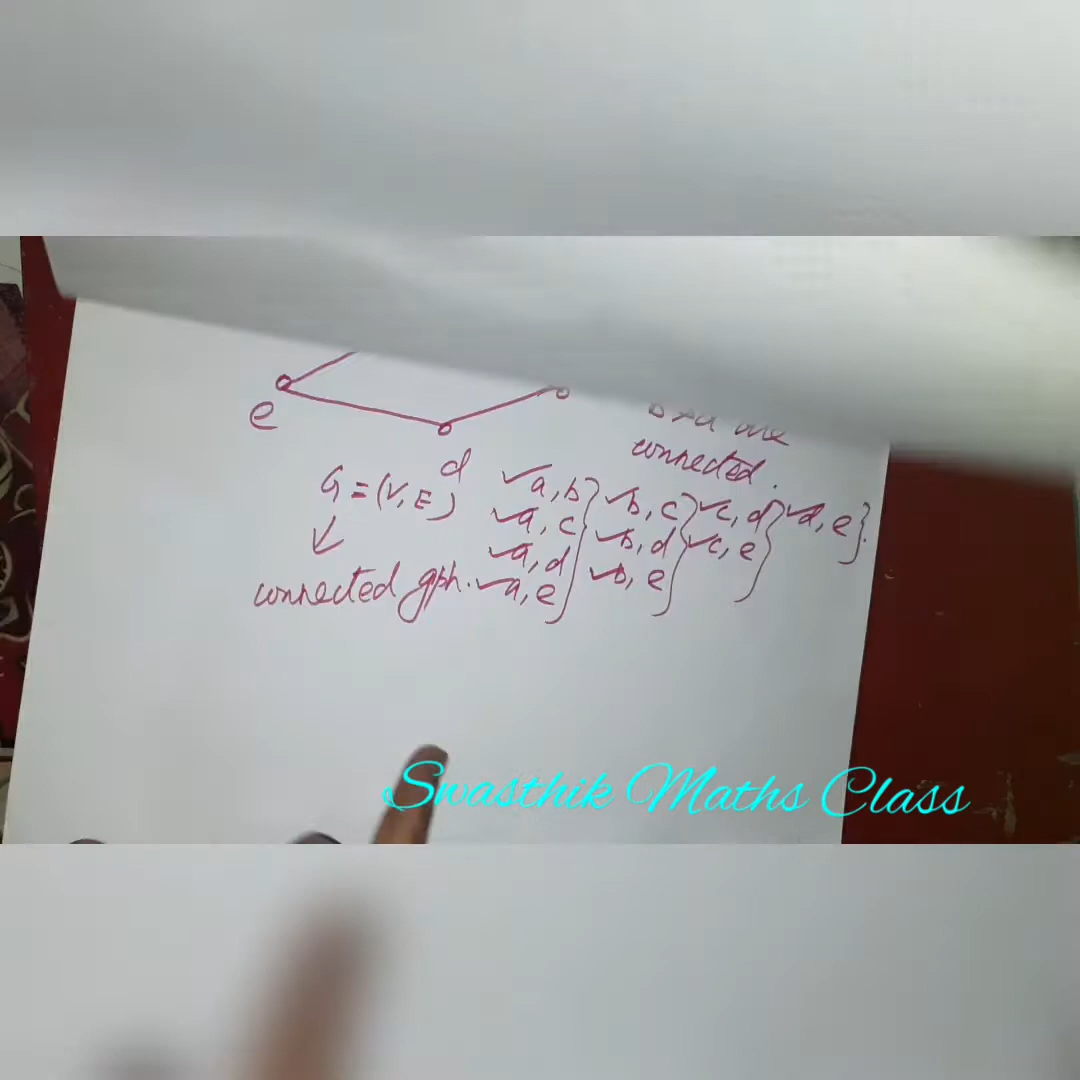 e
d
connected.
G = (V, E)
✓a, b } ✓b, c } ✓c, d } ✓d, e }.
✓a, c ✓b, d ✓c, e
✓a, d ✓b, e
✓a, e
↓
connected gph.
Swasthik Maths Class